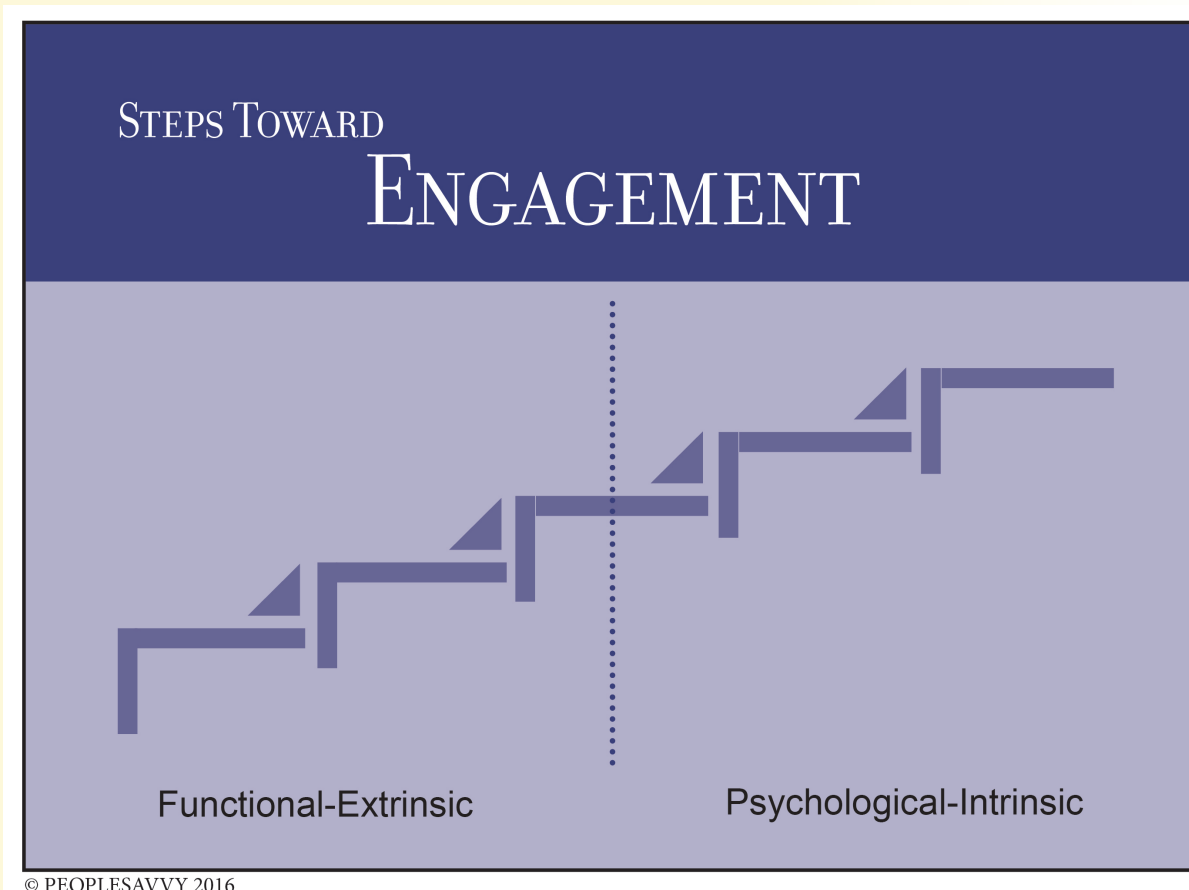 STEPS TOWARD
ENGAGEMENT
Functional-Extrinsic
Psychological-Intrinsic
© PEOPLESAVVY 2016